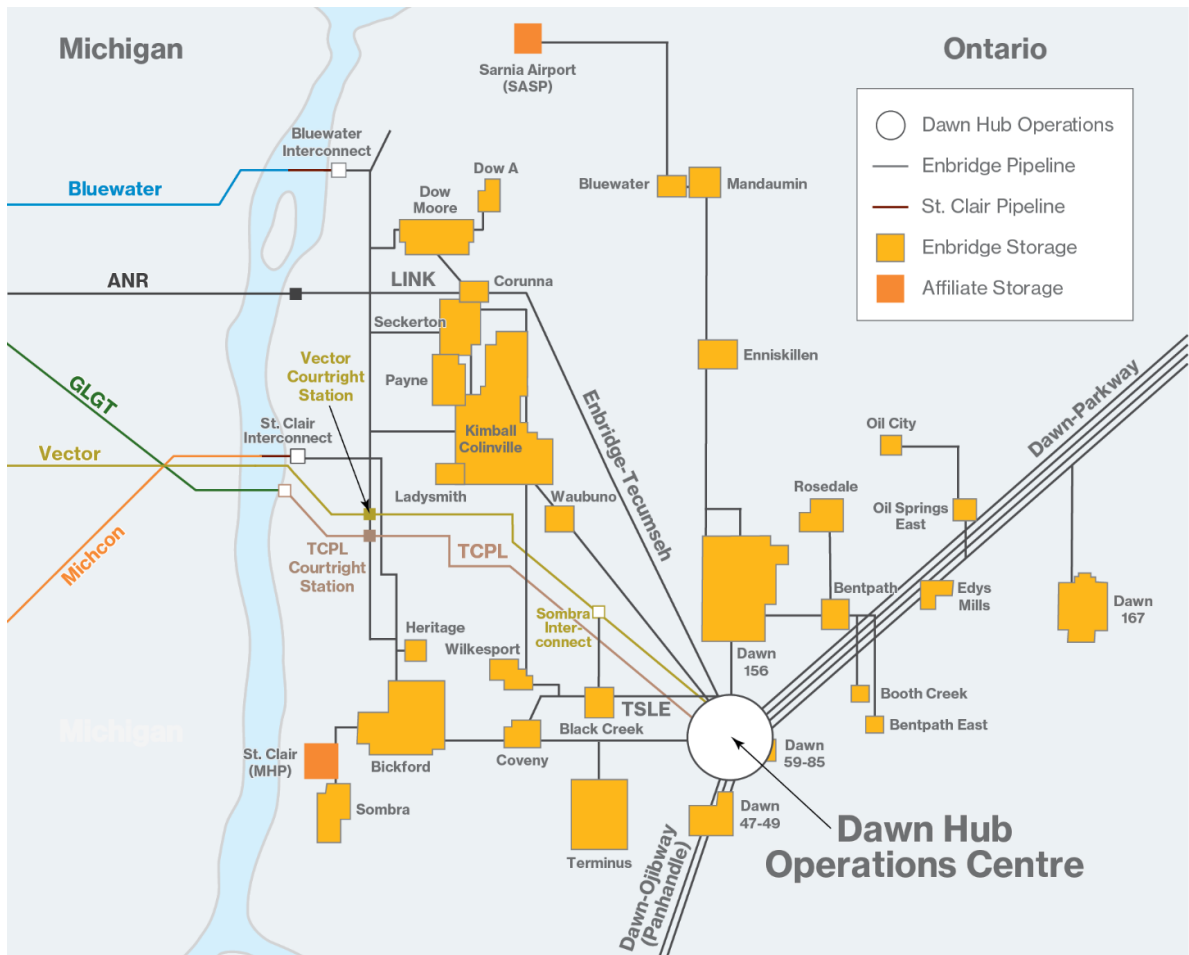 Michigan
Ontario
Sarnia Airport
(SASP)
Dawn Hub Operations
Enbridge Pipeline
St. Clair Pipeline
Enbridge Storage
Affiliate Storage
Bluewater
Interconnect
Bluewater
Dow A
Dow
Moore
Bluewater
Mandaumin
ANR
LINK
Corunna
Seckerton
Vector
Courtright
Station
Payne
Enniskillen
GLGT
St. Clair
Interconnect
Vector
Kimball
Colinville
Enbridge-Tecumseh
Dawn-Parkway
Oil City
Ladysmith
Waubuno
Rosedale
Oil Springs
East
Michcon
TCPL
Courtright
Station
TCPL
Sombra
Inter-
connect
Bentpath
Edys
Mills
Dawn
167
Heritage
Wilkesport
Dawn
156
Booth Creek
Bentpath East
TSLE
Black Creek
Michigan
St. Clair
(MHP)
Bickford
Coveny
Dawn
59-85
Sombra
Terminus
Dawn
47-49
Dawn Hub
Operations Centre
Dawn-Ojibway
(Panhandle)